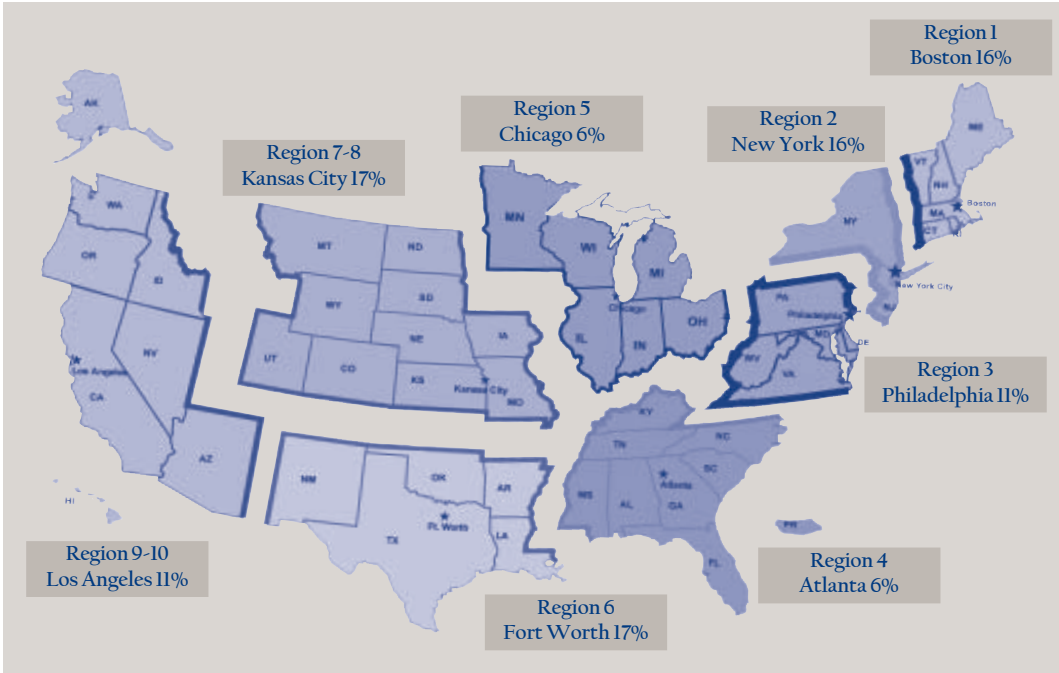 Region 1
Boston 16%
Region 5
Chicago 6%
Region 2
New York 16%
Region 7-8
Kansas City 17%
AK
ME
VT
NH
MA
Boston
CT
RI
NY
New York City
NJ
WA
OR
ID
MT
ND
MN
WI
MI
WY
SD
PA
Philadelphia
NE
IA
Chicago
IL
IN
OH
MD
DE
WV
VA
NV
UT
CO
KS
Kansas City
MO
Los Angeles
CA
Region 3
Philadelphia 11%
KY
TN
NC
AZ
NM
OK
AR
MS
AL
Atlanta
GA
SC
HI
TX
Ft. Worth
LA
PR
FL
Region 9-10
Los Angeles 11%
Region 4
Atlanta 6%
Region 6
Fort Worth 17%